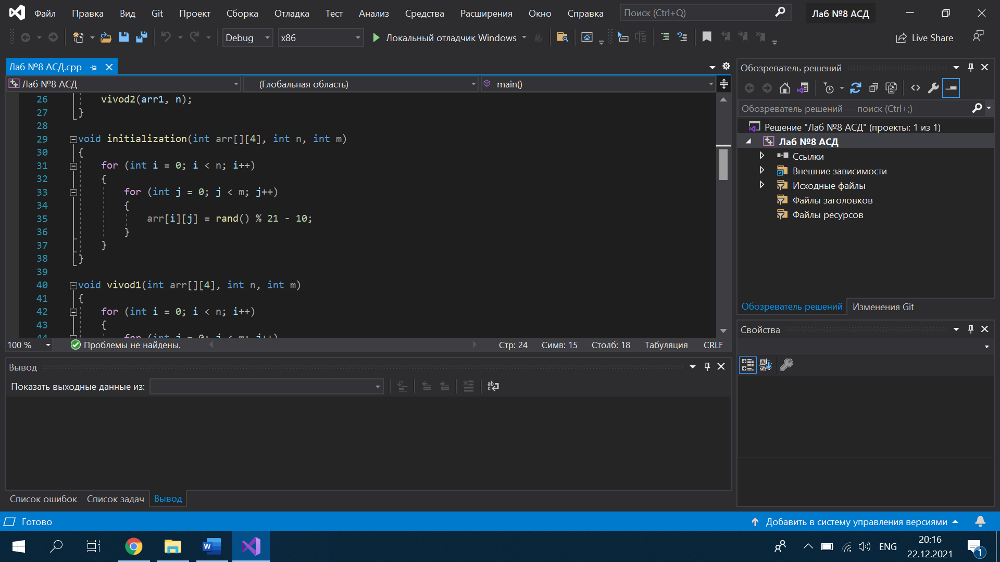 Файл Правка Вид Git Проект Сборка Отладка Тест Анализ Средства Расширения Окно Справка Поиск (Ctrl+Q) Лаб №8 АСД
Debug x86 Локальный отладчик Windows Live Share
Лаб №8 АСД.cpp
Лаб №8 АСД (Глобальная область) main()
26 vivod2(arr1, n);
27 }
28
29 void initialization(int arr[][4], int n, int m)
30 {
31 for (int i = 0; i < n; i++)
32 {
33 for (int j = 0; j < m; j++)
34 {
35 arr[i][j] = rand() % 21 - 10;
36 }
37 }
38 }
39
40 void vivod1(int arr[][4], int n, int m)
41 {
42 for (int i = 0; i < n; i++)
43 {
44 for (int j = 0; j < m; j++)
100 % Проблемы не найдены. Стр: 24 Симв: 15 Столб: 18 Табуляция CRLF
Вывод
Показать выходные данные из:
Список ошибок Список задач Вывод
Обозреватель решений
Обозреватель решений — поиск (Ctrl+;)
Решение "Лаб №8 АСД" (проекты: 1 из 1)
Лаб №8 АСД
Ссылки
Внешние зависимости
Исходные файлы
Файлы заголовков
Файлы ресурсов
Обозреватель решений Изменения Git
Свойства
Готово Добавить в систему управления версиями
ENG 20:16
22.12.2021
1